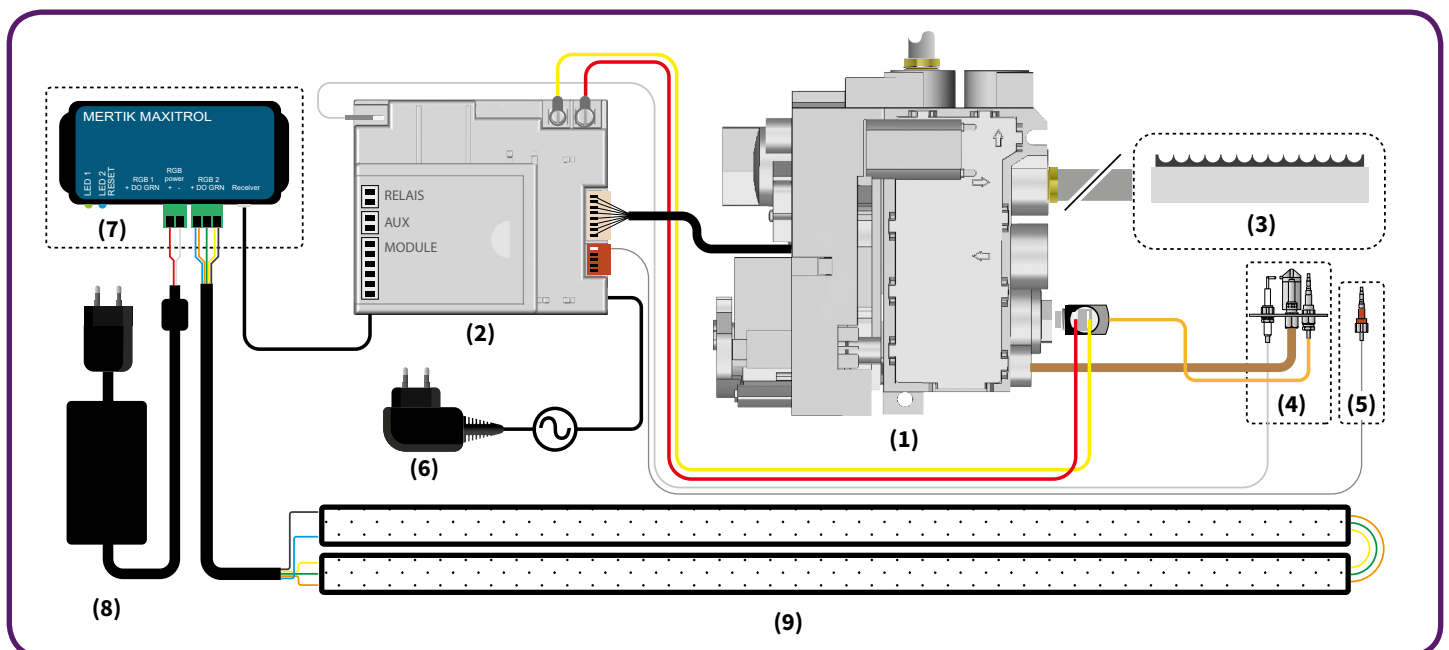 MERTIK MAXITROL
LED 1
LED 2
RESET
RGB 1
+ DO GRN
RGB
power
+ -
RGB 2
+ DO GRN
Receiver
(7)
RELAIS
AUX
MODULE
(2)
(3)
(1)
(4)
(5)
(6)
(8)
(9)